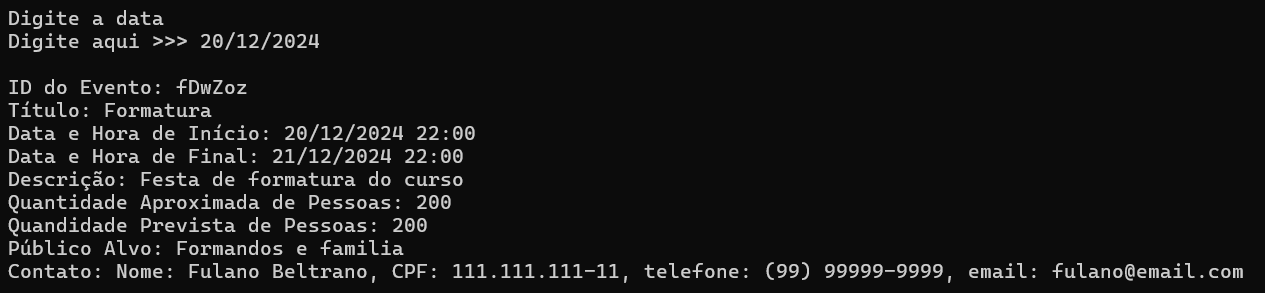 Digite a data
Digite aqui >>> 20/12/2024
ID do Evento: fDwZoz
Título: Formatura
Data e Hora de Início: 20/12/2024 22:00
Data e Hora de Final: 21/12/2024 22:00
Descrição: Festa de formatura do curso
Quantidade Aproximada de Pessoas: 200
Quandidade Prevista de Pessoas: 200
Público Alvo: Formandos e familia
Contato: Nome: Fulano Beltrano, CPF: 111.111.111-11, telefone: (99) 99999-9999, email: fulano@email.com